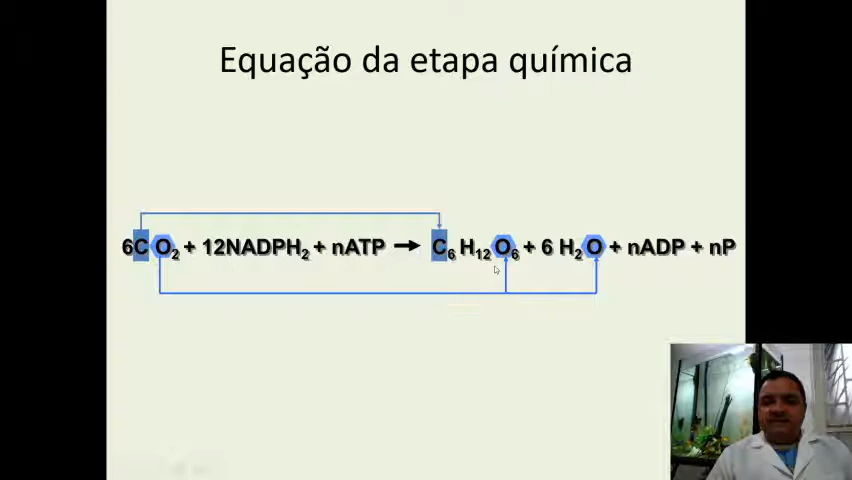 Equação da etapa química
6CO₂ + 12NADPH₂ + nATP → C₆H₁₂O₆ + 6 H₂O + nADP + nP